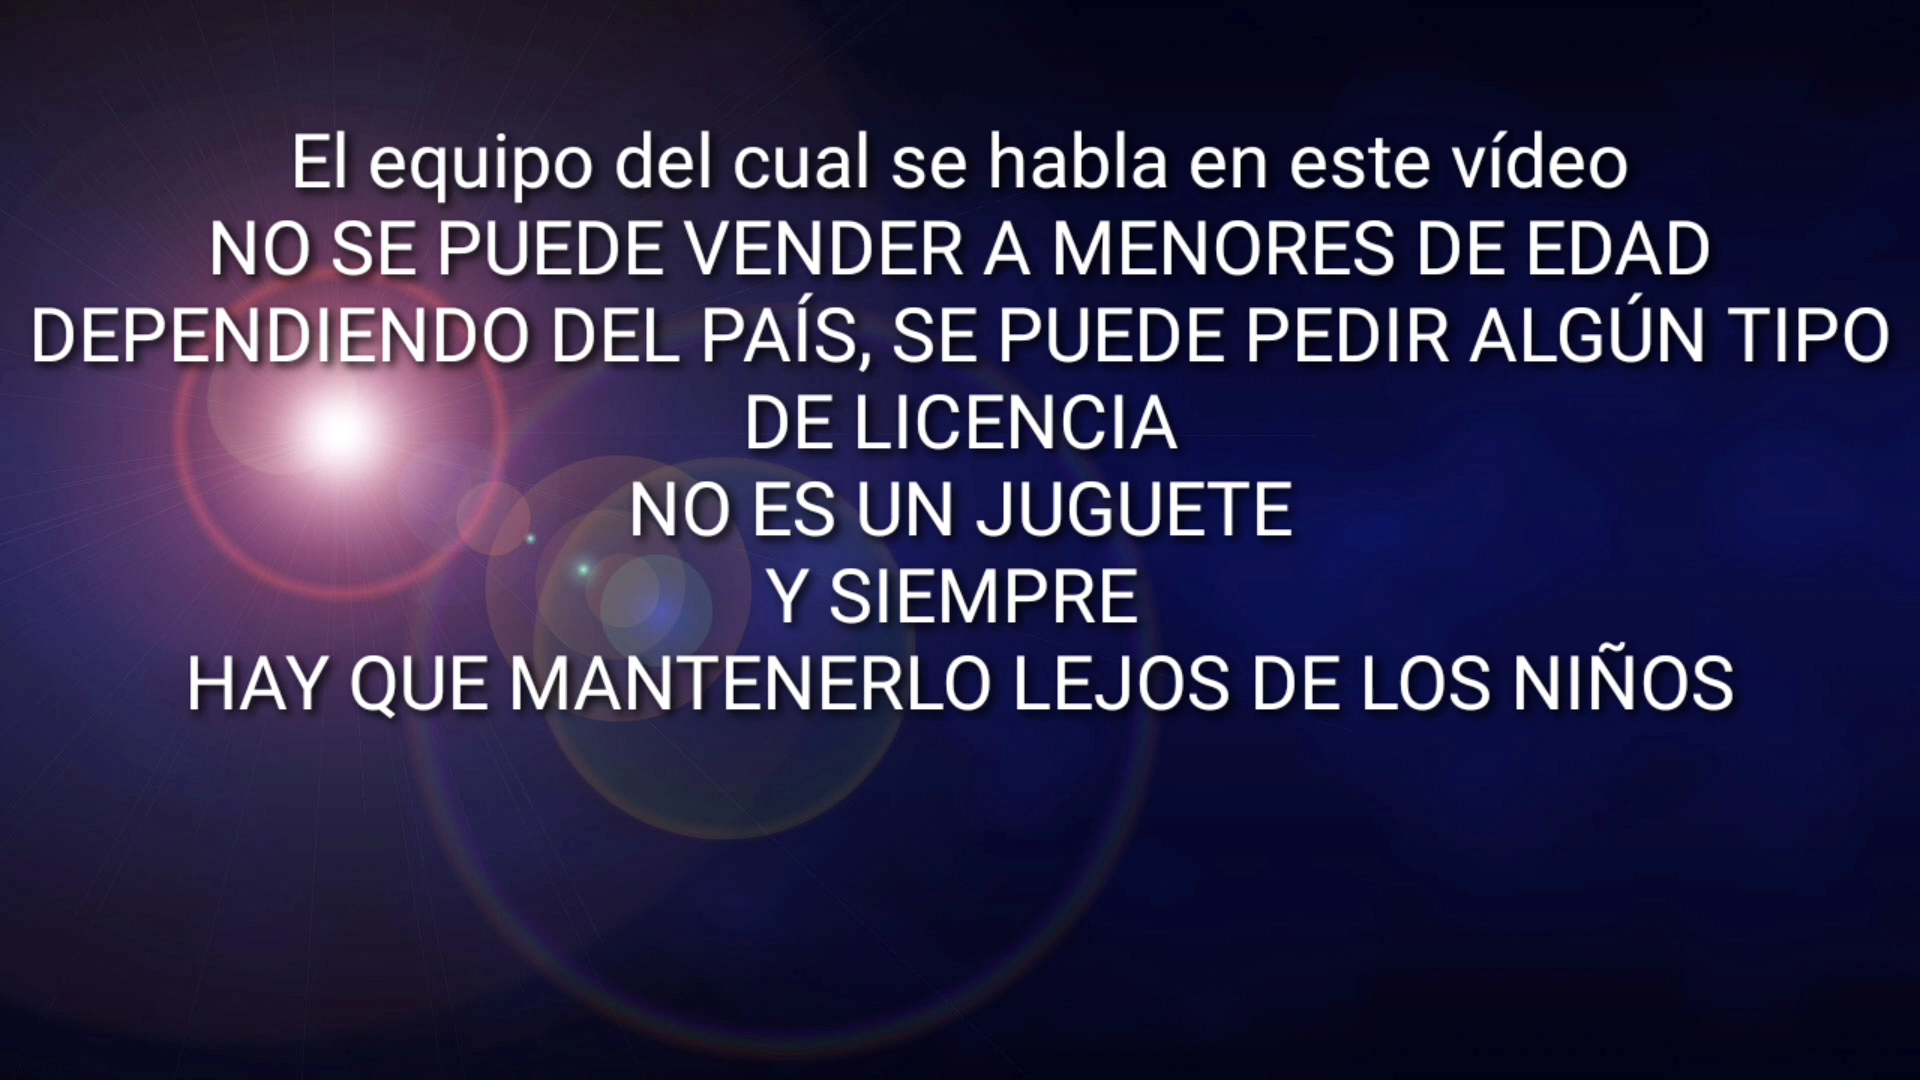 El equipo del cual se habla en este vídeo
NO SE PUEDE VENDER A MENORES DE EDAD
DEPENDIENDO DEL PAÍS, SE PUEDE PEDIR ALGÚN TIPO
DE LICENCIA
NO ES UN JUGUETE
Y SIEMPRE
HAY QUE MANTENERLO LEJOS DE LOS NIÑOS